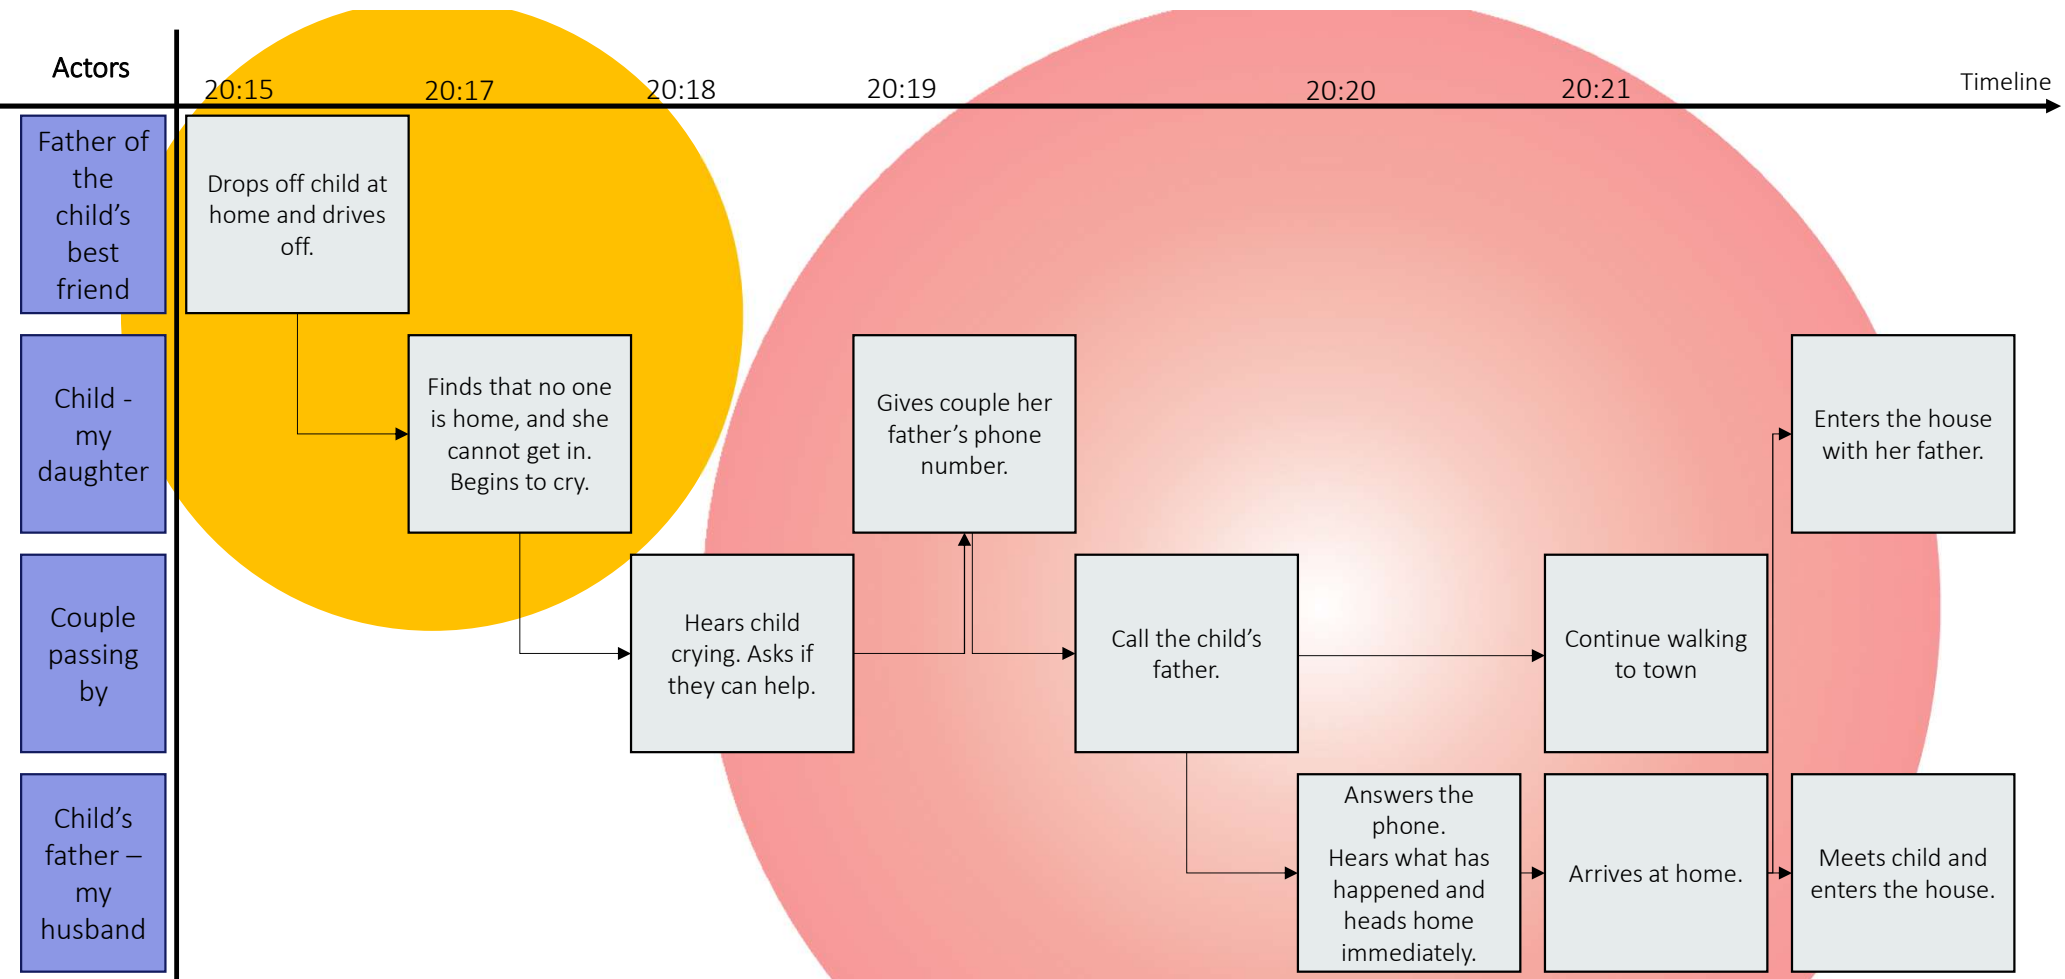 Actors
20:15
20:17
20:18
20:19
20:20
20:21
Timeline
Father of
the
child’s
best
friend
Drops off child at
home and drives
off.
Child -
my
daughter
Finds that no one
is home, and she
cannot get in.
Begins to cry.
Gives couple her
father’s phone
number.
Enters the house
with her father.
Couple
passing
by
Hears child
crying. Asks if
they can help.
Call the child’s
father.
Continue walking
to town
Child’s
father –
my
husband
Answers the
phone.
Hears what has
happened and
heads home
immediately.
Arrives at home.
Meets child and
enters the house.